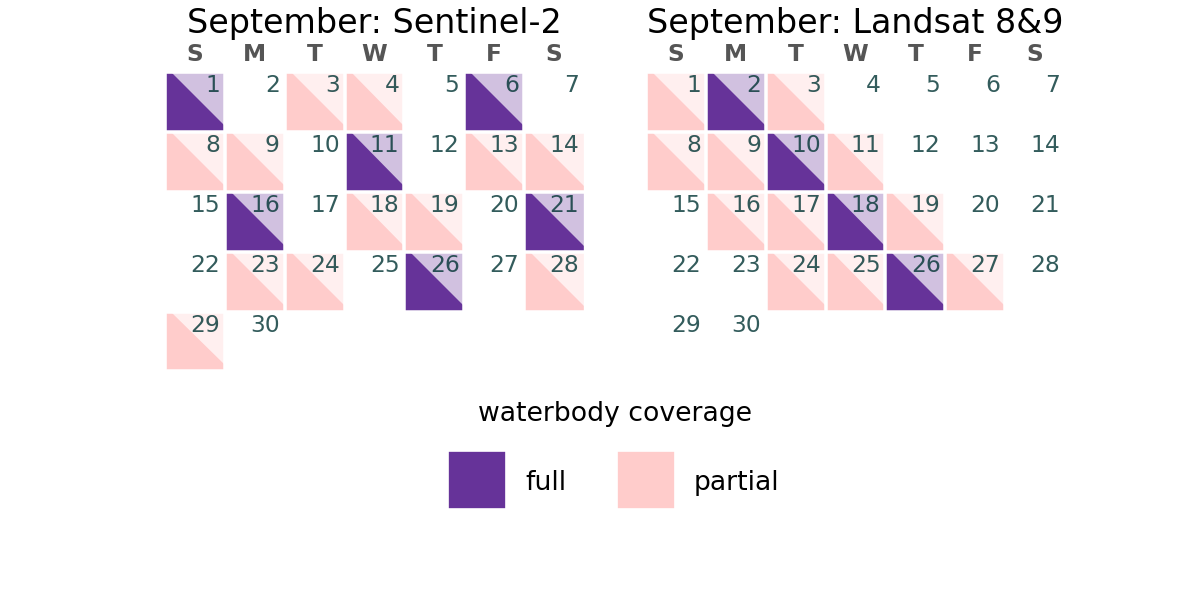 September: Sentinel-2
S M T W T F S
1 2 3 4 5 6 7
8 9 10 11 12 13 14
15 16 17 18 19 20 21
22 23 24 25 26 27 28
29 30
September: Landsat 8&9
S M T W T F S
1 2 3 4 5 6 7
8 9 10 11 12 13 14
15 16 17 18 19 20 21
22 23 24 25 26 27 28
29 30
waterbody coverage
full partial